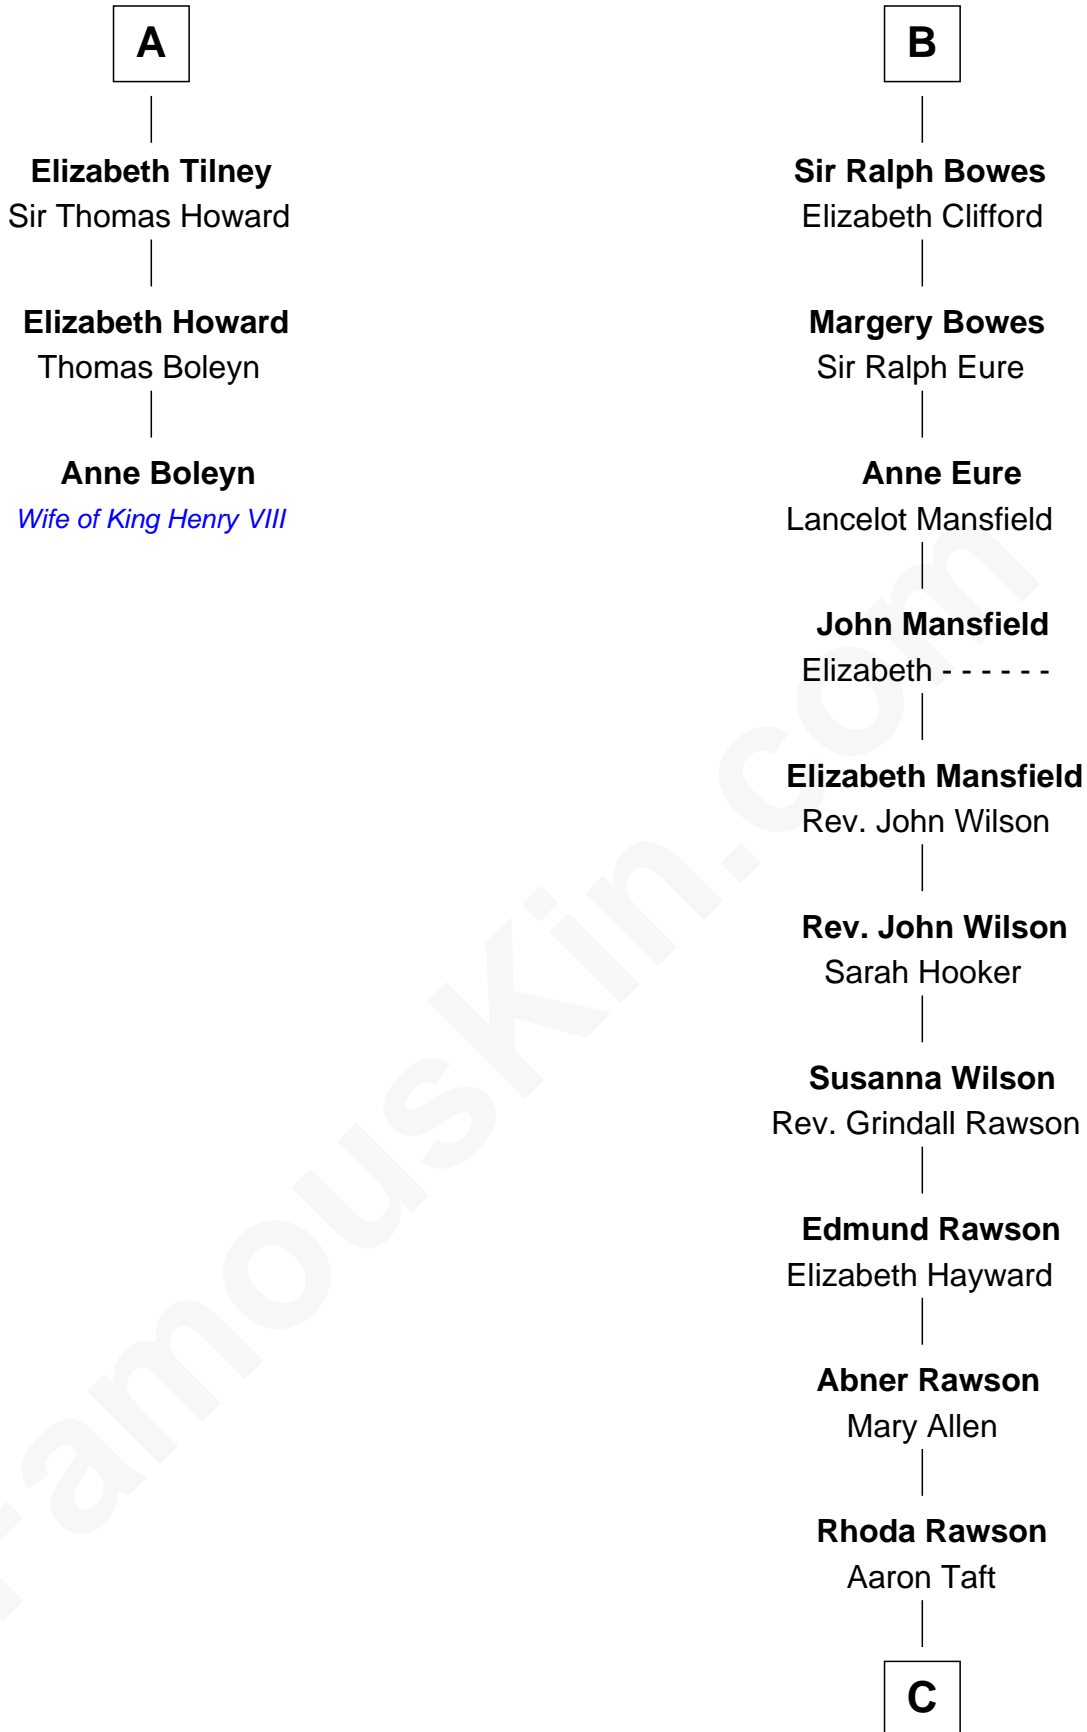 A
Elizabeth Tilney
Sir Thomas Howard
Elizabeth Howard
Thomas Boleyn
Anne Boleyn
Wife of King Henry VIII
B
Sir Ralph Bowes
Elizabeth Clifford
Margery Bowes
Sir Ralph Eure
Anne Eure
Lancelot Mansfield
John Mansfield
Elizabeth - - - - - -
Elizabeth Mansfield
Rev. John Wilson
Rev. John Wilson
Sarah Hooker
Susanna Wilson
Rev. Grindall Rawson
Edmund Rawson
Elizabeth Hayward
Abner Rawson
Mary Allen
Rhoda Rawson
Aaron Taft
C
FamousKin.com